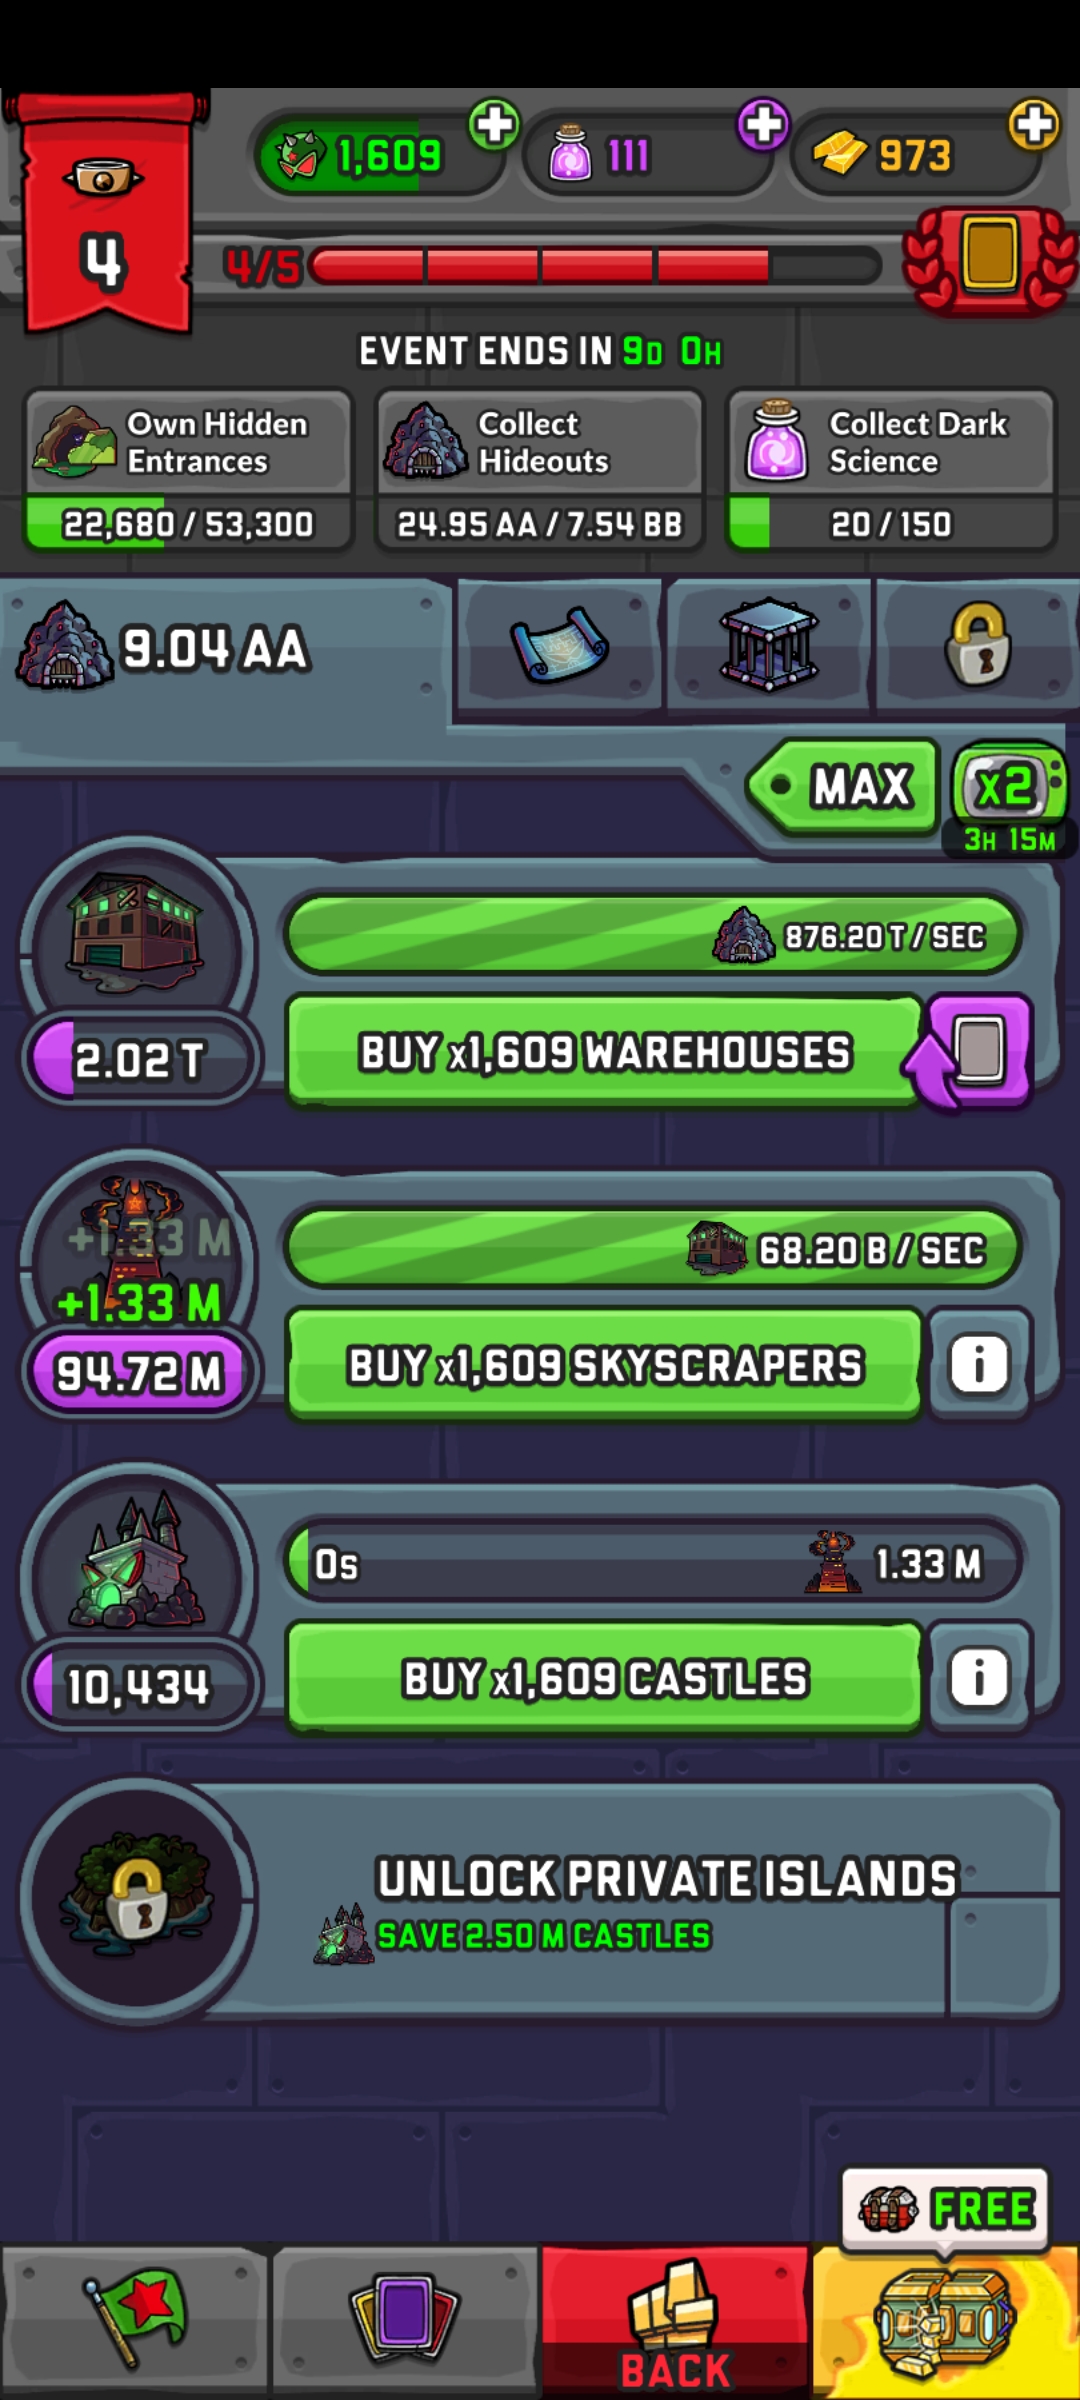 1,609
111
973
4
4/5
EVENT ENDS IN 9D 0H
Own Hidden
Entrances
22,680 / 53,300
Collect
Hideouts
24.95 AA / 7.54 BB
Collect Dark
Science
20 / 150
9.04 AA
MAX
x2
3H 15M
876.20 T / SEC
BUY x1,609 WAREHOUSES
2.02 T
+1.33 M
+1.33 M
68.20 B / SEC
BUY x1,609 SKYSCRAPERS
i
94.72 M
0s
1.33 M
BUY x1,609 CASTLES
i
10,434
UNLOCK PRIVATE ISLANDS
SAVE 2.50 M CASTLES
FREE
BACK